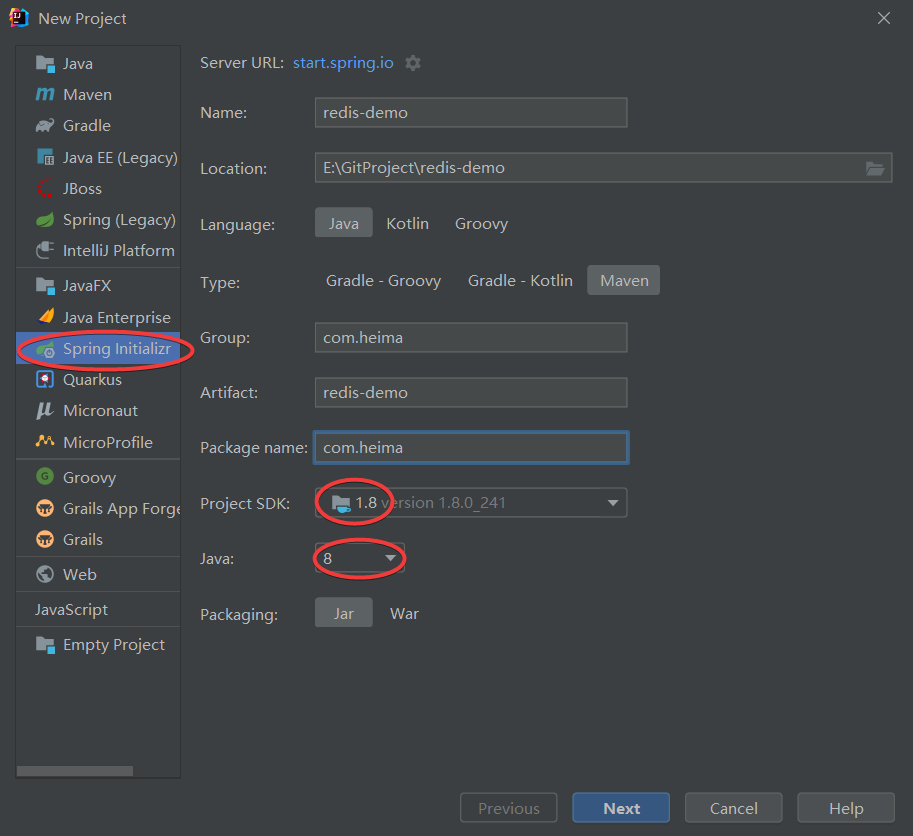 New Project
Java
Maven
Gradle
Java EE (Legacy)
JBoss
Spring (Legacy)
IntelliJ Platform
JavaFX
Java Enterprise
Spring Initializr
Quarkus
Micronaut
MicroProfile
Groovy
Grails App Forge
Grails
Web
JavaScript
Empty Project
Server URL: start.spring.io
Name: redis-demo
Location: E:\GitProject\redis-demo
Language: Java Kotlin Groovy
Type: Gradle - Groovy Gradle - Kotlin Maven
Group: com.heima
Artifact: redis-demo
Package name: com.heima
Project SDK: 1.8 version 1.8.0_241
Java: 8
Packaging: Jar War
Previous Next Cancel Help